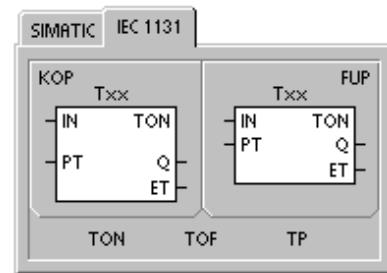 SIMATIC IEC 1131
KOP FUP
Txx Txx
IN TON IN TON
PT Q PT Q
ET ET
TON TOF TP